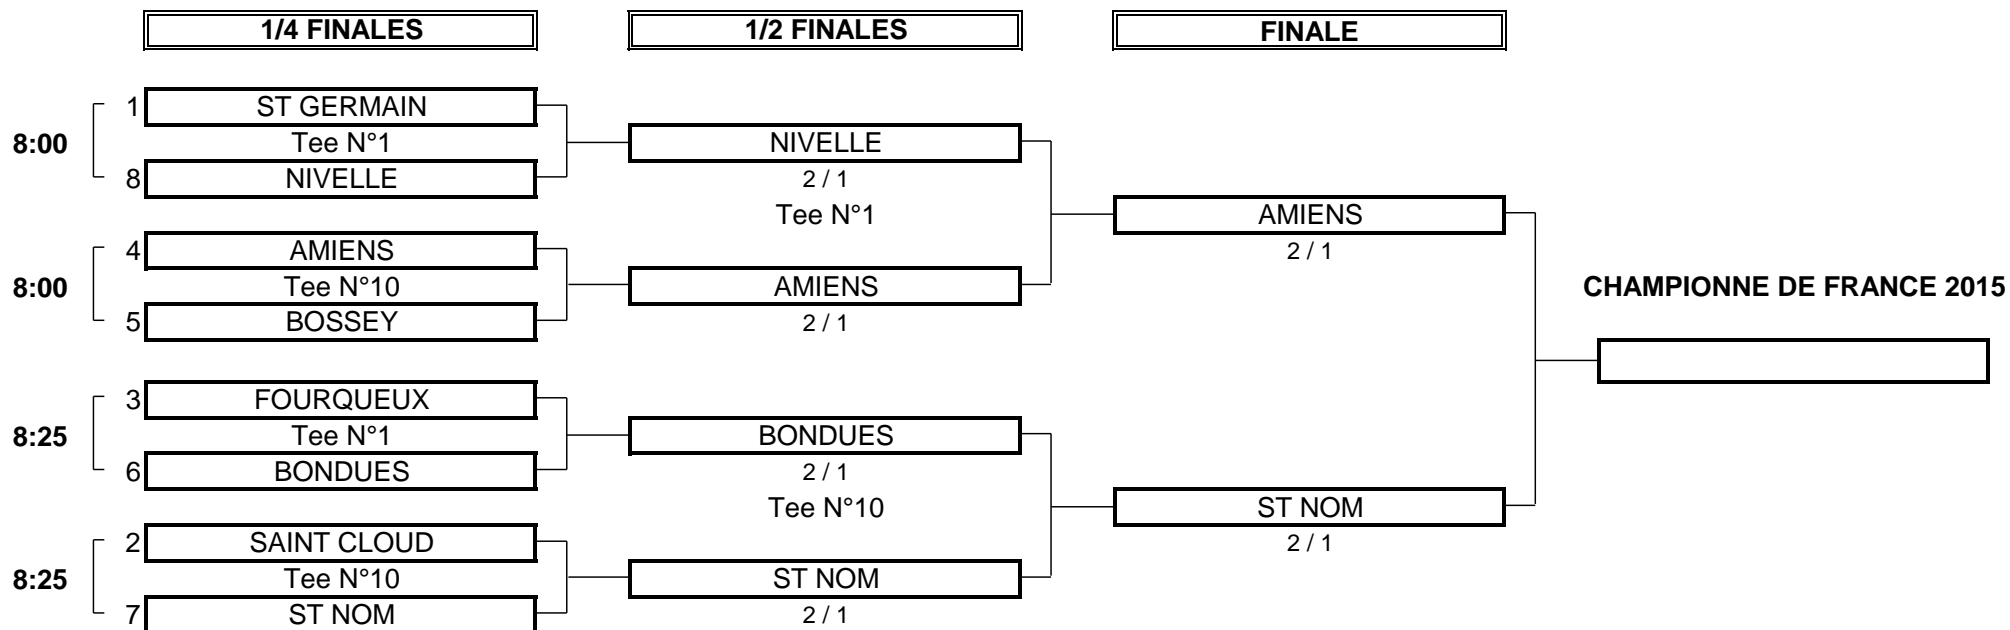 1/4 FINALES 1/2 FINALES FINALE
1 ST GERMAIN
8:00 Tee N°1 NIVELLE
8 NIVELLE 2 / 1
Tee N°1 AMIENS
4 AMIENS 2 / 1
8:00 Tee N°10 AMIENS CHAMPIONNE DE FRANCE 2015
5 BOSSEY 2 / 1
3 FOURQUEUX
8:25 Tee N°1 BONDUES
6 BONDUES 2 / 1
Tee N°10 ST NOM
2 SAINT CLOUD 2 / 1
8:25 Tee N°10 ST NOM
7 ST NOM 2 / 1